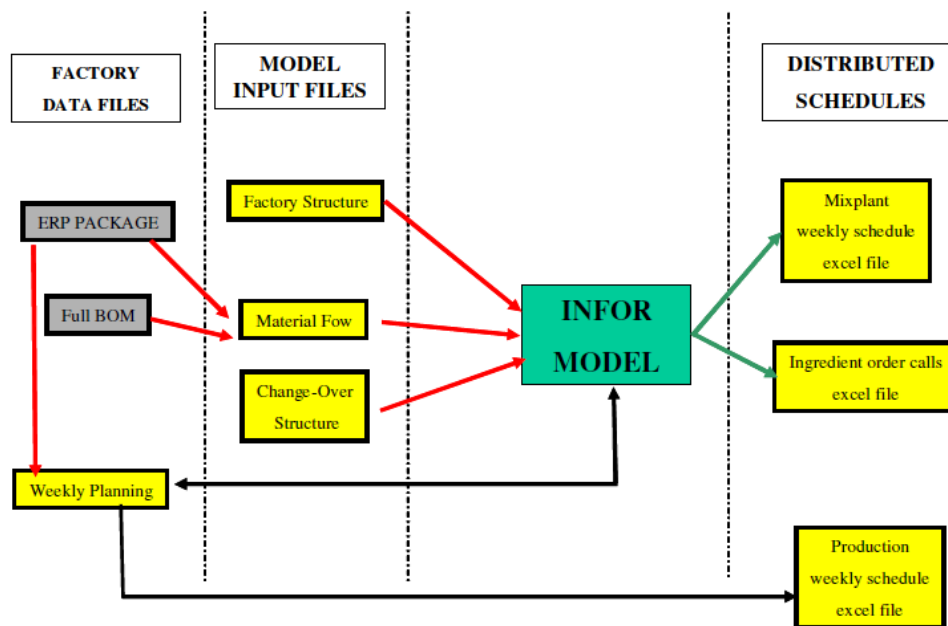 FACTORY
DATA FILES
MODEL
INPUT FILES
DISTRIBUTED
SCHEDULES
ERP PACKAGE
Full BOM
Weekly Planning
Factory Structure
Material Fow
Change-Over
Structure
INFOR
MODEL
Mixplant
weekly schedule
excel file
Ingredient order calls
excel file
Production
weekly schedule
excel file